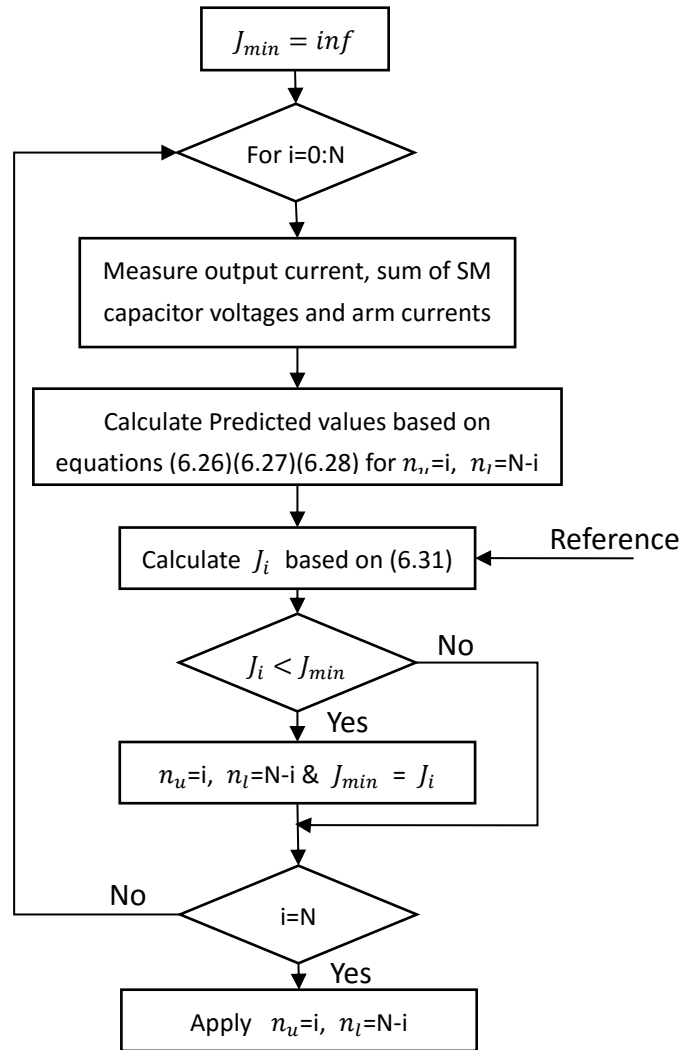 J_min = inf
For i=0:N
Measure output current, sum of SM
capacitor voltages and arm currents
Calculate Predicted values based on
equations (6.26)(6.27)(6.28) for n_u=i, n_l=N-i
Calculate J_i based on (6.31)
Reference
J_i < J_min
No
Yes
n_u=i, n_l=N-i & J_min = J_i
No
i=N
Yes
Apply n_u=i, n_l=N-i